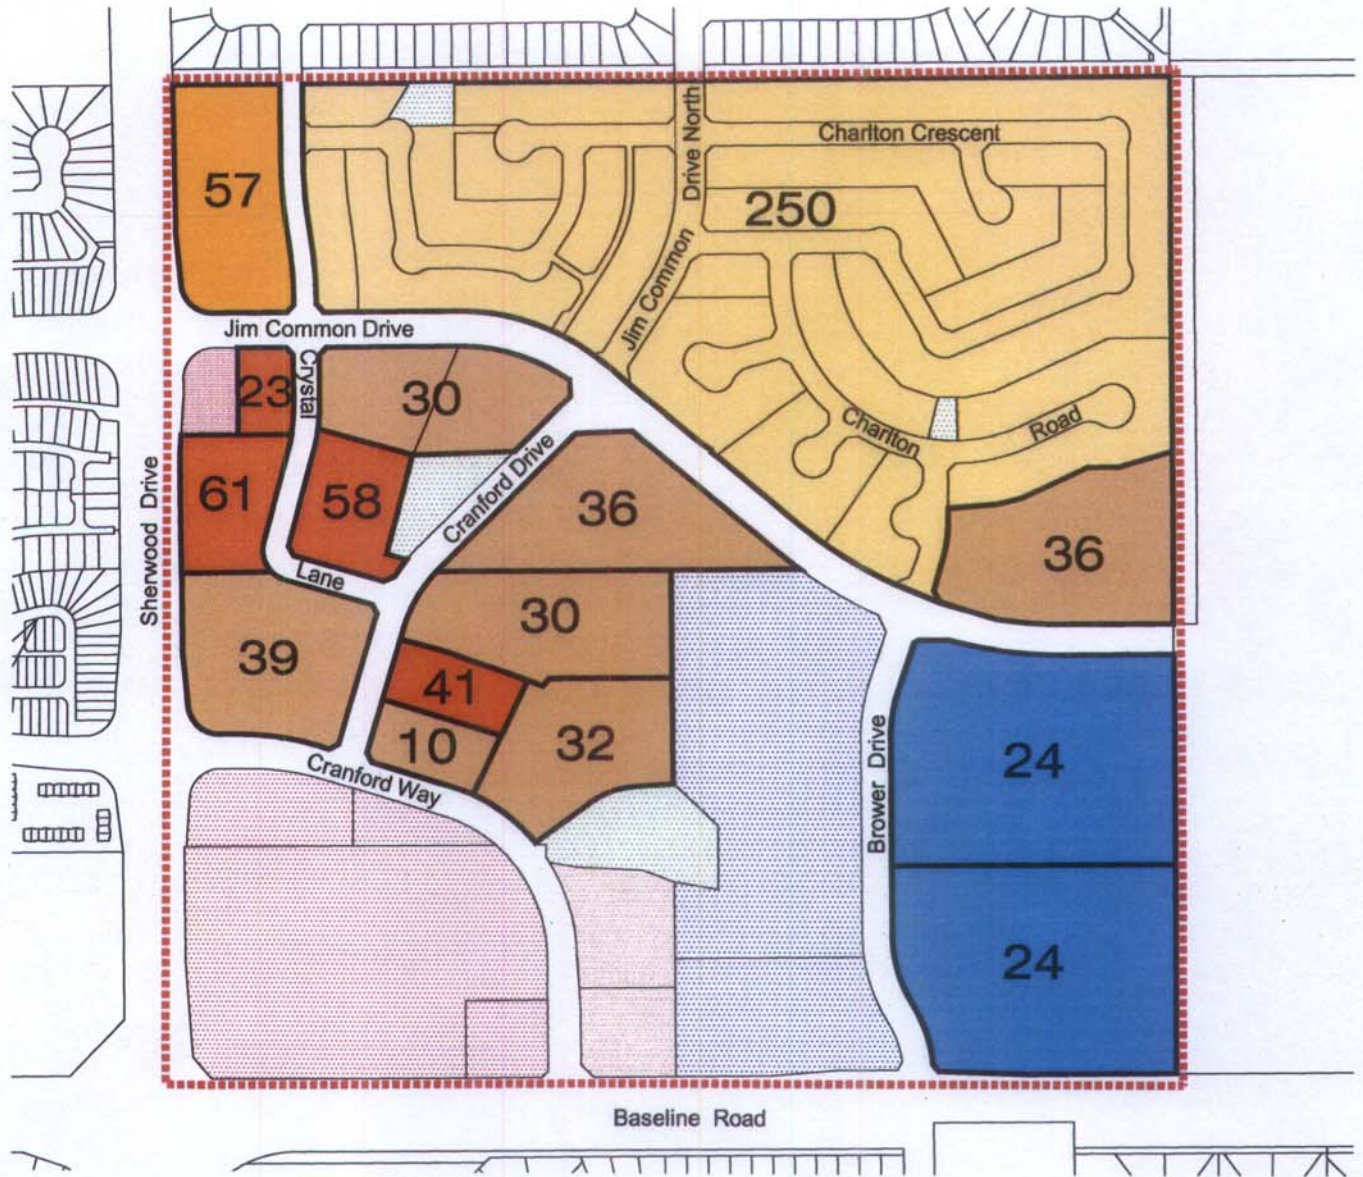 Drive North
Charlton Crescent
57
250
Jim Common
Jim Common Drive
23
Crystal
30
Charlton
Road
Sherwood Drive
61
58
Cranford Drive
36
36
Lane
30
39
41
10
32
Cranford Way
Brower Drive
24
24
Baseline Road